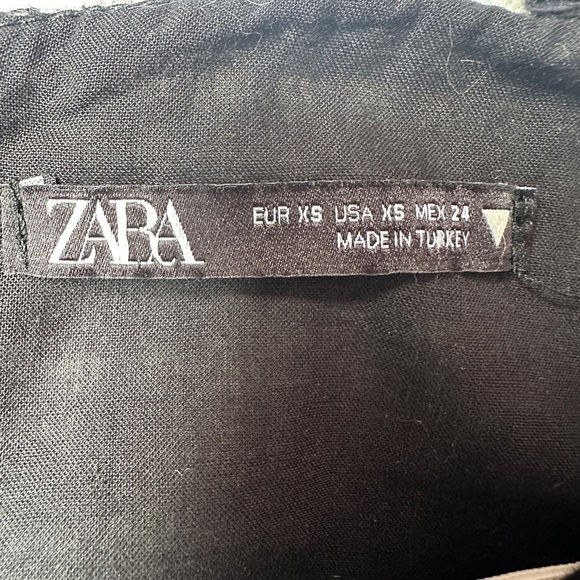 ZARA
EUR XS USA XS MEX 24
MADE IN TURKEY